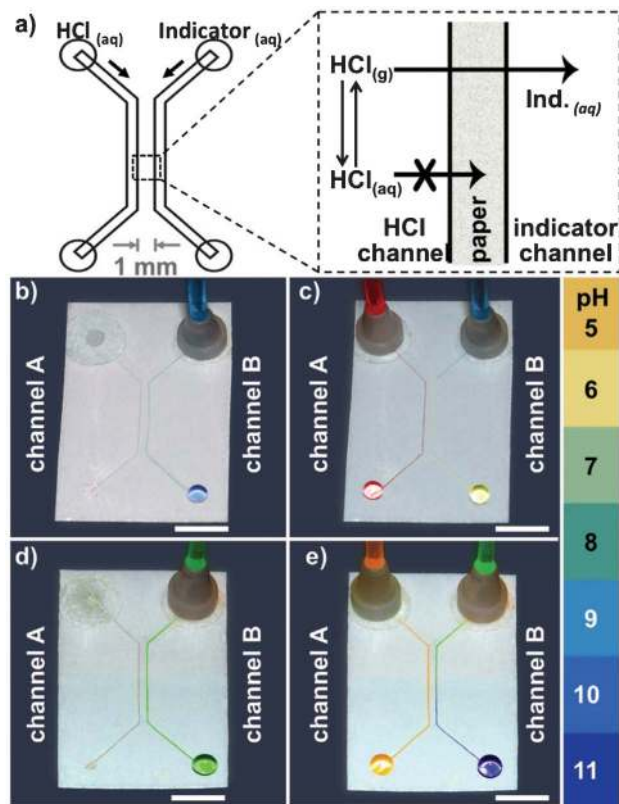 a)
HCl (aq)
Indicator (aq)
1 mm
HCl(g)
Ind. (aq)
HCl(aq)
HCl
channel
paper
indicator
channel
b)
channel A
channel B
c)
channel A
channel B
pH
5
6
7
8
9
10
11
d)
channel A
channel B
e)
channel A
channel B